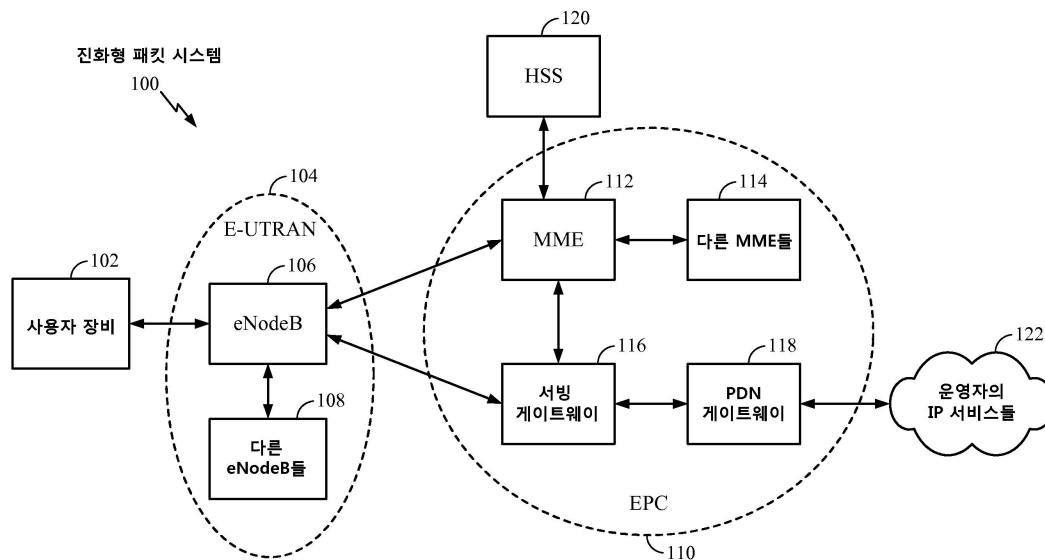 120
HSS
진화형 패킷 시스템
100
104
E-UTRAN
112
MME
114
다른 MME들
102
사용자 장비
106
eNodeB
108
다른
eNodeB들
116
서빙
게이트웨이
118
PDN
게이트웨이
122
운영자의
IP 서비스들
EPC
110